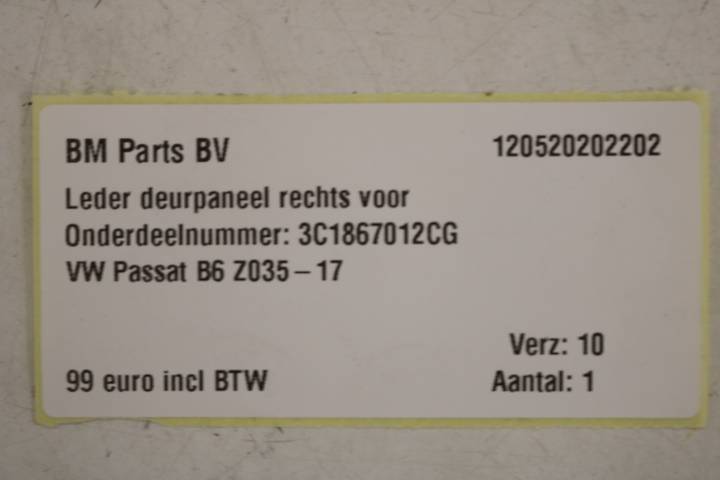 BM Parts BV 120520202202
Leder deurpaneel rechts voor
Onderdeelnummer: 3C1867012CG
VW Passat B6 Z035-17
Verz: 10
99 euro incl BTW Aantal: 1